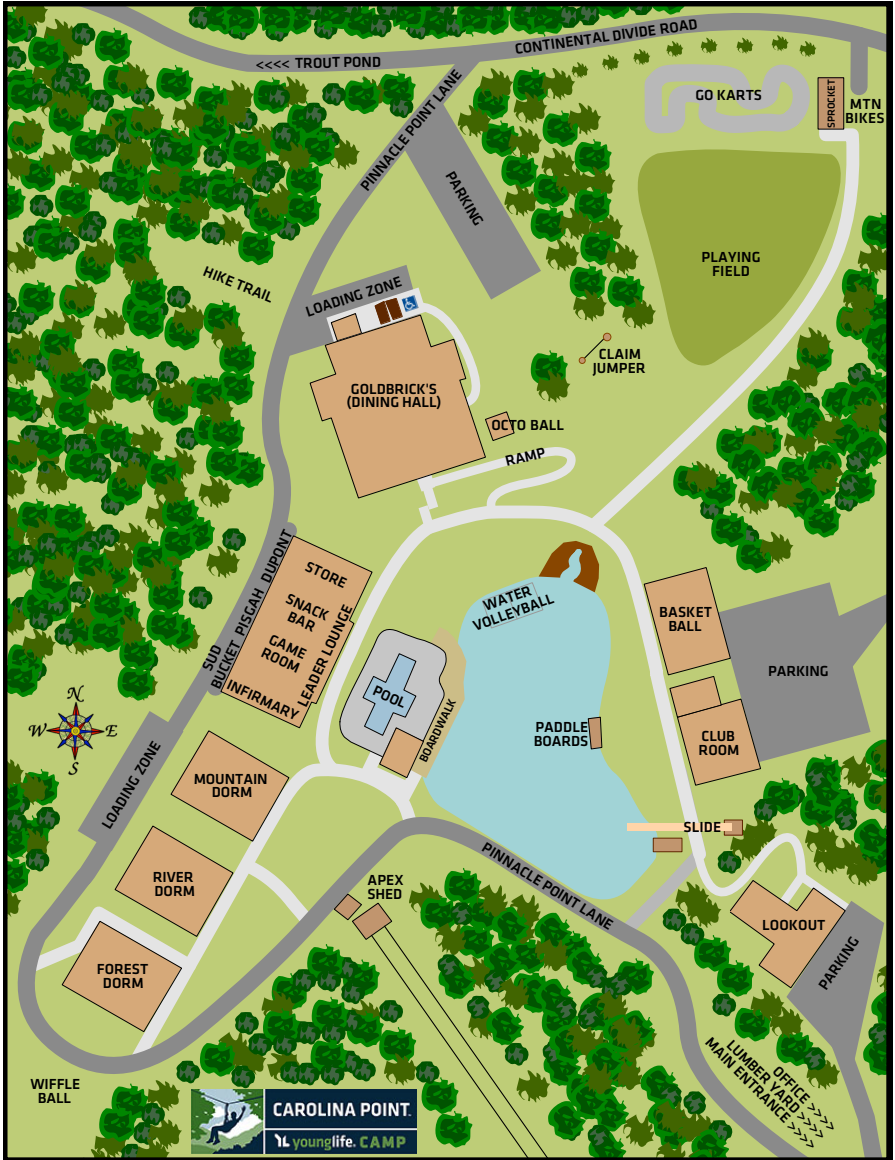 CONTINENTAL DIVIDE ROAD
<<<< TROUT POND
PINNACLE POINT LANE
GO KARTS
SPROCKET
MTN
BIKES
PARKING
HIKE TRAIL
PLAYING
FIELD
LOADING ZONE
CLAIM
JUMPER
GOLDBRICK'S
(DINING HALL)
OCTO BALL
RAMP
STORE
SNACK
BAR
GAME
ROOM
INFIRMARY
LEADER LOUNGE
SUD
BUCKET PISGAH DUPONT
WATER
VOLLEYBALL
BASKET
BALL
PARKING
POOL
BOARDWALK
PADDLE
BOARDS
CLUB
ROOM
N
W
E
S
LOADING ZONE
MOUNTAIN
DORM
SLIDE
RIVER
DORM
APEX
SHED
PINNACLE POINT LANE
LOOKOUT
FOREST
DORM
PARKING
WIFFLE
BALL
OFFICE >>>>
LUMBER YARD >>>>
MAIN ENTRANCE >>>>
CAROLINA POINT.
YL younglife. CAMP